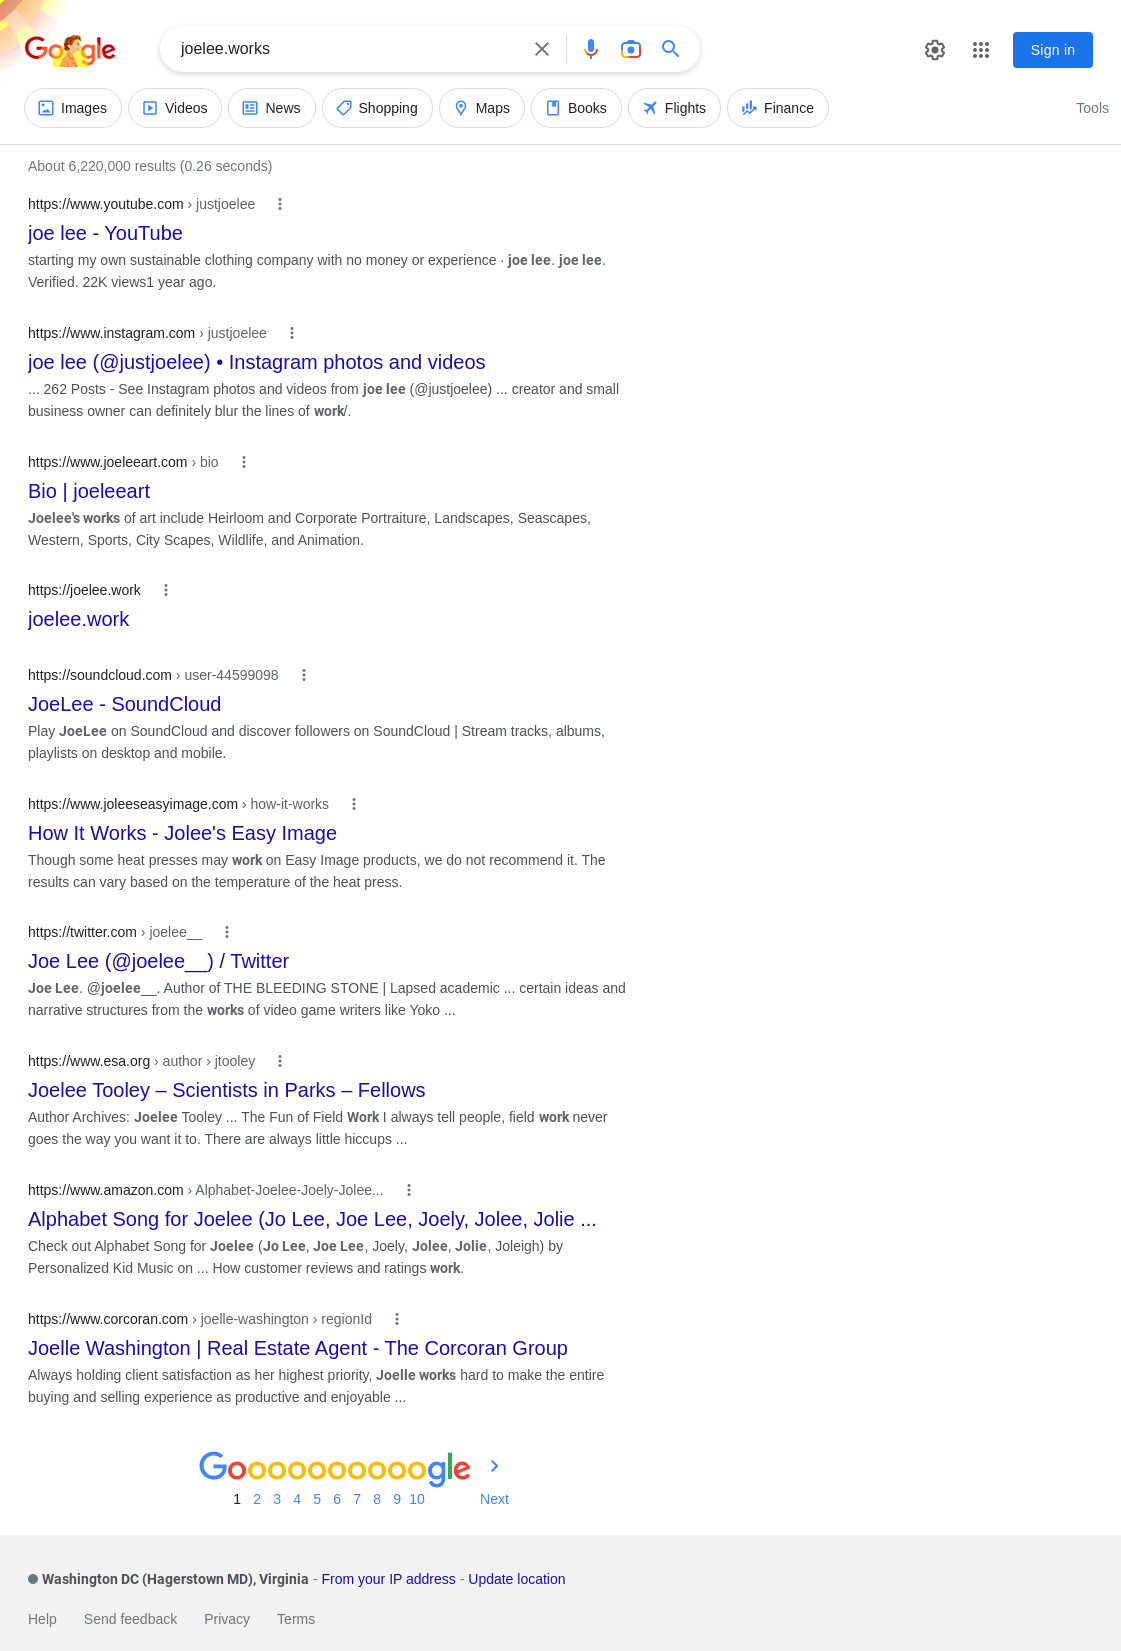 Google
joelee.works
Sign in
Images Videos News Shopping Maps Books Flights Finance Tools
About 6,220,000 results (0.26 seconds)
https://www.youtube.com › justjoelee
joe lee - YouTube
starting my own sustainable clothing company with no money or experience · joe lee. joe lee.
Verified. 22K views1 year ago.
https://www.instagram.com › justjoelee
joe lee (@justjoelee) • Instagram photos and videos
... 262 Posts - See Instagram photos and videos from joe lee (@justjoelee) ... creator and small
business owner can definitely blur the lines of work/.
https://www.joeleeart.com › bio
Bio | joeleeart
Joelee's works of art include Heirloom and Corporate Portraiture, Landscapes, Seascapes,
Western, Sports, City Scapes, Wildlife, and Animation.
https://joelee.work
joelee.work
https://soundcloud.com › user-44599098
JoeLee - SoundCloud
Play JoeLee on SoundCloud and discover followers on SoundCloud | Stream tracks, albums,
playlists on desktop and mobile.
https://www.joleeseasyimage.com › how-it-works
How It Works - Jolee's Easy Image
Though some heat presses may work on Easy Image products, we do not recommend it. The
results can vary based on the temperature of the heat press.
https://twitter.com › joelee__
Joe Lee (@joelee__) / Twitter
Joe Lee. @joelee__. Author of THE BLEEDING STONE | Lapsed academic ... certain ideas and
narrative structures from the works of video game writers like Yoko ...
https://www.esa.org › author › jtooley
Joelee Tooley – Scientists in Parks – Fellows
Author Archives: Joelee Tooley ... The Fun of Field Work I always tell people, field work never
goes the way you want it to. There are always little hiccups ...
https://www.amazon.com › Alphabet-Joelee-Joely-Jolee...
Alphabet Song for Joelee (Jo Lee, Joe Lee, Joely, Jolee, Jolie ...
Check out Alphabet Song for Joelee (Jo Lee, Joe Lee, Joely, Jolee, Jolie, Joleigh) by
Personalized Kid Music on ... How customer reviews and ratings work.
https://www.corcoran.com › joelle-washington › regionId
Joelle Washington | Real Estate Agent - The Corcoran Group
Always holding client satisfaction as her highest priority, Joelle works hard to make the entire
buying and selling experience as productive and enjoyable ...
Goooooooooogle
1 2 3 4 5 6 7 8 9 10 Next
Washington DC (Hagerstown MD), Virginia - From your IP address - Update location
Help Send feedback Privacy Terms